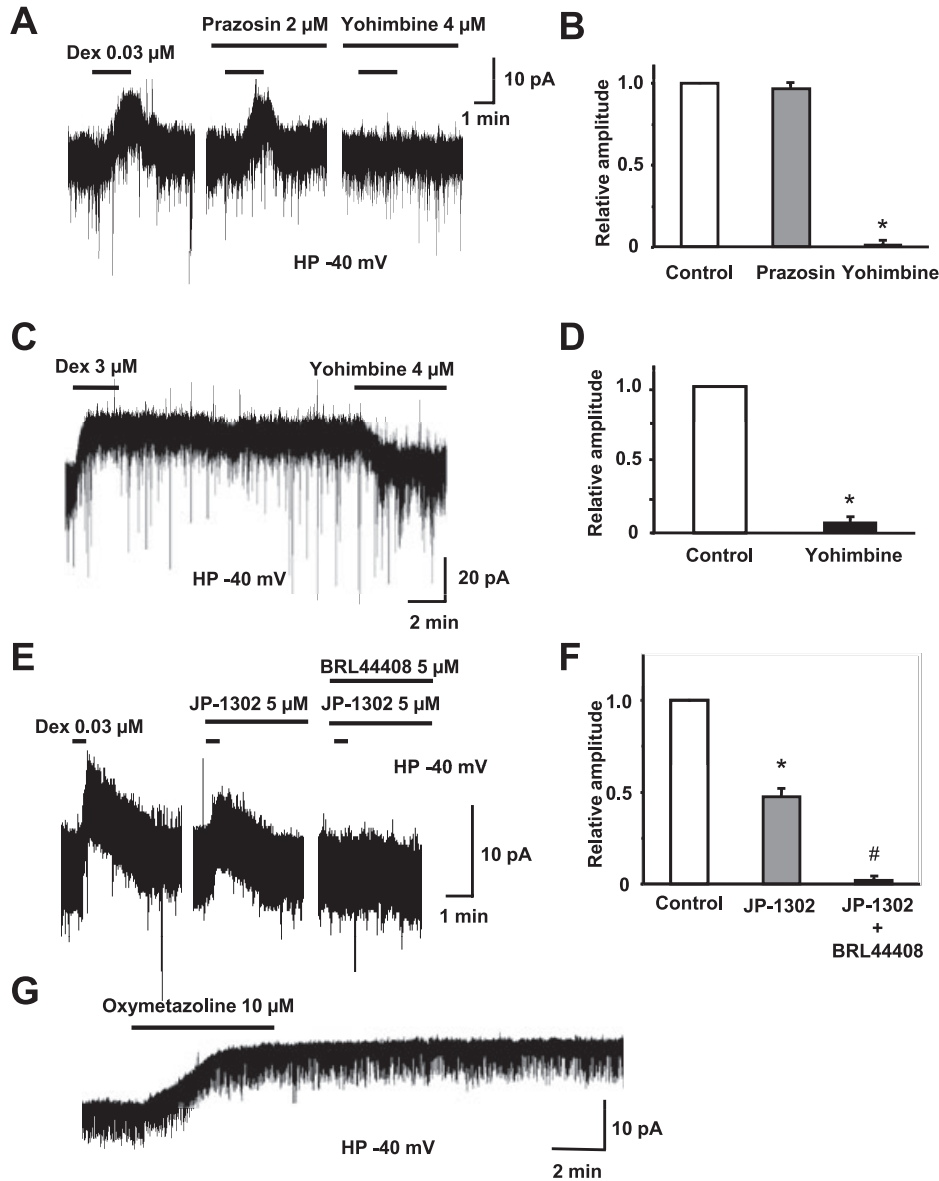 A
Prazosin 2 µM
Yohimbine 4 µM
Dex 0.03 µM
10 pA
1 min
HP -40 mV
B
Relative amplitude
1.0
0.5
0
*
Control
Prazosin
Yohimbine
C
Dex 3 µM
Yohimbine 4 µM
HP -40 mV
20 pA
2 min
D
Relative amplitude
1.0
0.5
0
*
Control
Yohimbine
E
BRL44408 5 µM
JP-1302 5 µM
JP-1302 5 µM
Dex 0.03 µM
HP -40 mV
10 pA
1 min
F
Relative amplitude
1.0
0.5
0
*
#
Control
JP-1302
JP-1302
+
BRL44408
G
Oxymetazoline 10 µM
HP -40 mV
10 pA
2 min